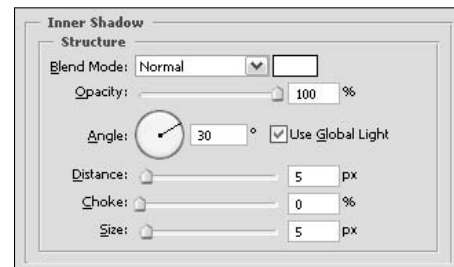 Inner Shadow
Structure
Blend Mode: Normal
Opacity: 100 %
Angle: 30 ° Use Global Light
Distance: 5 px
Choke: 0 %
Size: 5 px